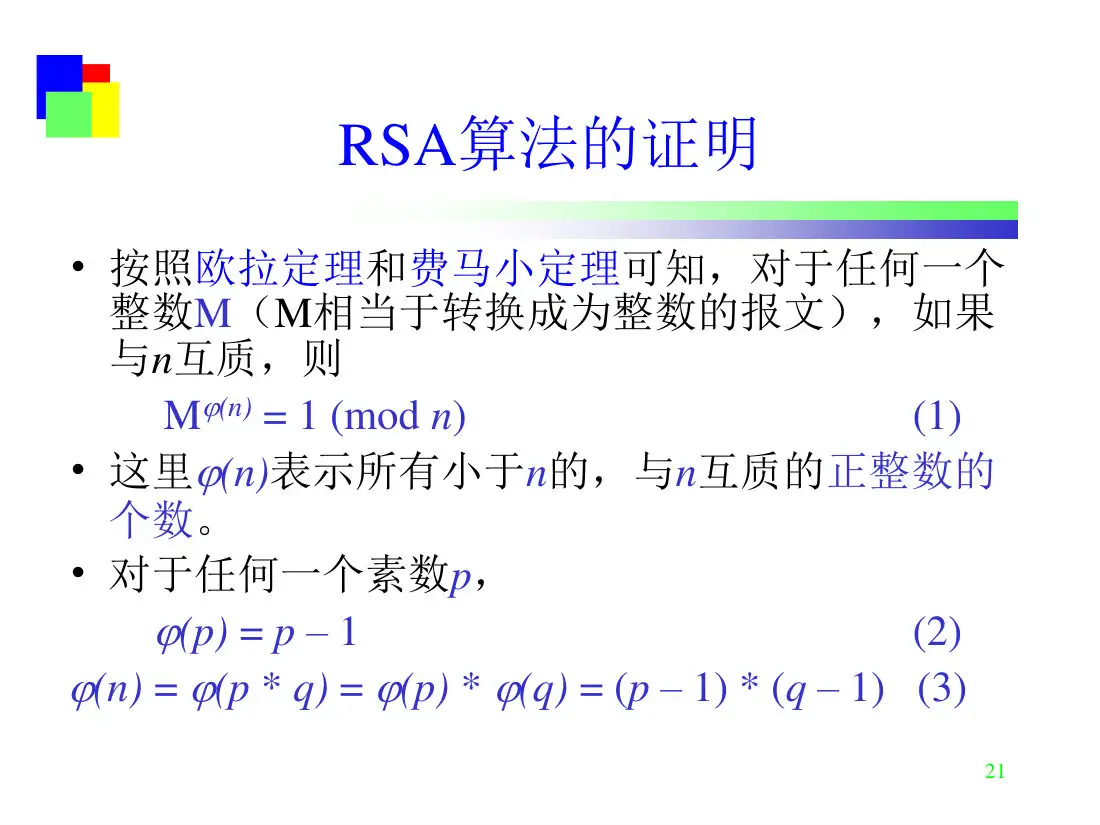 RSA算法的证明
• 按照欧拉定理和费马小定理可知，对于任何一个
整数M（M相当于转换成为整数的报文），如果
与n互质，则
M^φ(n) = 1 (mod n) (1)
• 这里φ(n)表示所有小于n的，与n互质的正整数的
个数。
• 对于任何一个素数p，
φ(p) = p – 1 (2)
φ(n) = φ(p * q) = φ(p) * φ(q) = (p – 1) * (q – 1) (3)
21